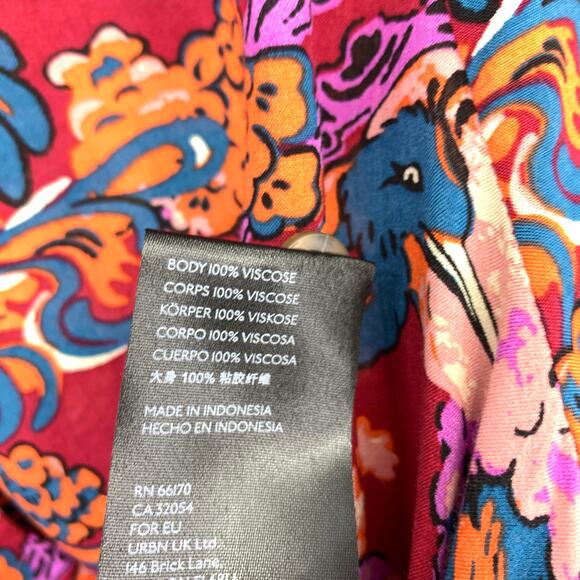 BODY 100% VISCOSE
CORPS 100% VISCOSE
KÖRPER 100% VISKOSE
CORPO 100% VISCOSA
CUERPO 100% VISCOSA
大身 100% 粘胶纤维
MADE IN INDONESIA
HECHO EN INDONESIA
RN 66170
CA 32054
FOR EU
URBN UK Ltd.
146 Brick Lane,